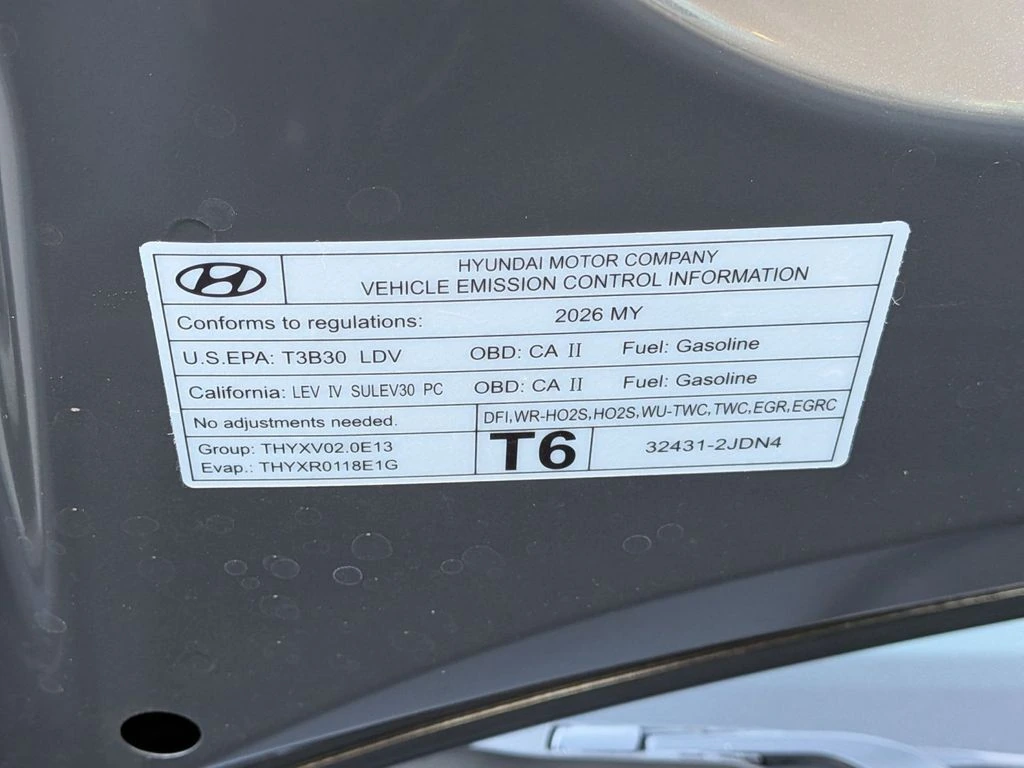 HYUNDAI MOTOR COMPANY
VEHICLE EMISSION CONTROL INFORMATION
Conforms to regulations: 2026 MY
U.S.EPA: T3B30 LDV OBD: CA II Fuel: Gasoline
California: LEV IV SULEV30 PC OBD: CA II Fuel: Gasoline
No adjustments needed. DFI,WR-HO2S,HO2S,WU-TWC,TWC,EGR,EGRC
Group: THYXV02.0E13
Evap.: THYXR0118E1G
T6
32431-2JDN4